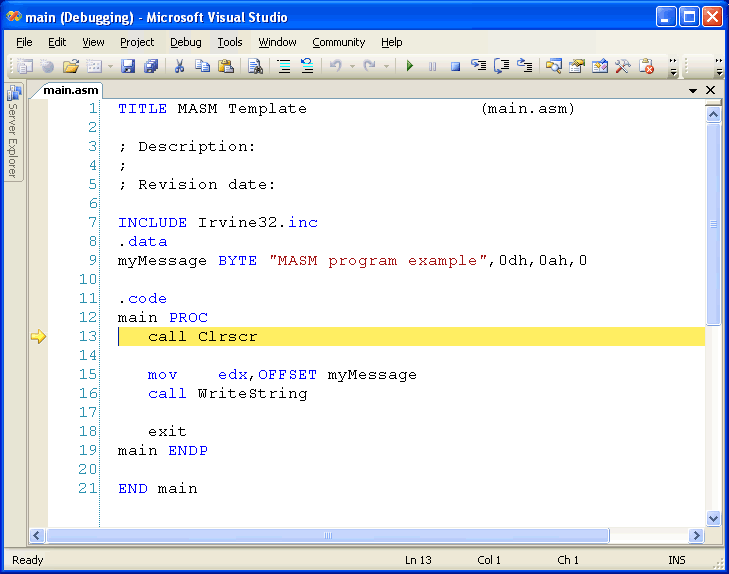 main (Debugging) - Microsoft Visual Studio
File Edit View Project Debug Tools Window Community Help
main.asm
Server Explorer
1 TITLE MASM Template (main.asm)
2
3 ; Description:
4 ;
5 ; Revision date:
6
7 INCLUDE Irvine32.inc
8 .data
9 myMessage BYTE "MASM program example",0dh,0ah,0
10
11 .code
12 main PROC
13 call Clrscr
14
15 mov edx,OFFSET myMessage
16 call WriteString
17
18 exit
19 main ENDP
20
21 END main
Ready Ln 13 Col 1 Ch 1 INS